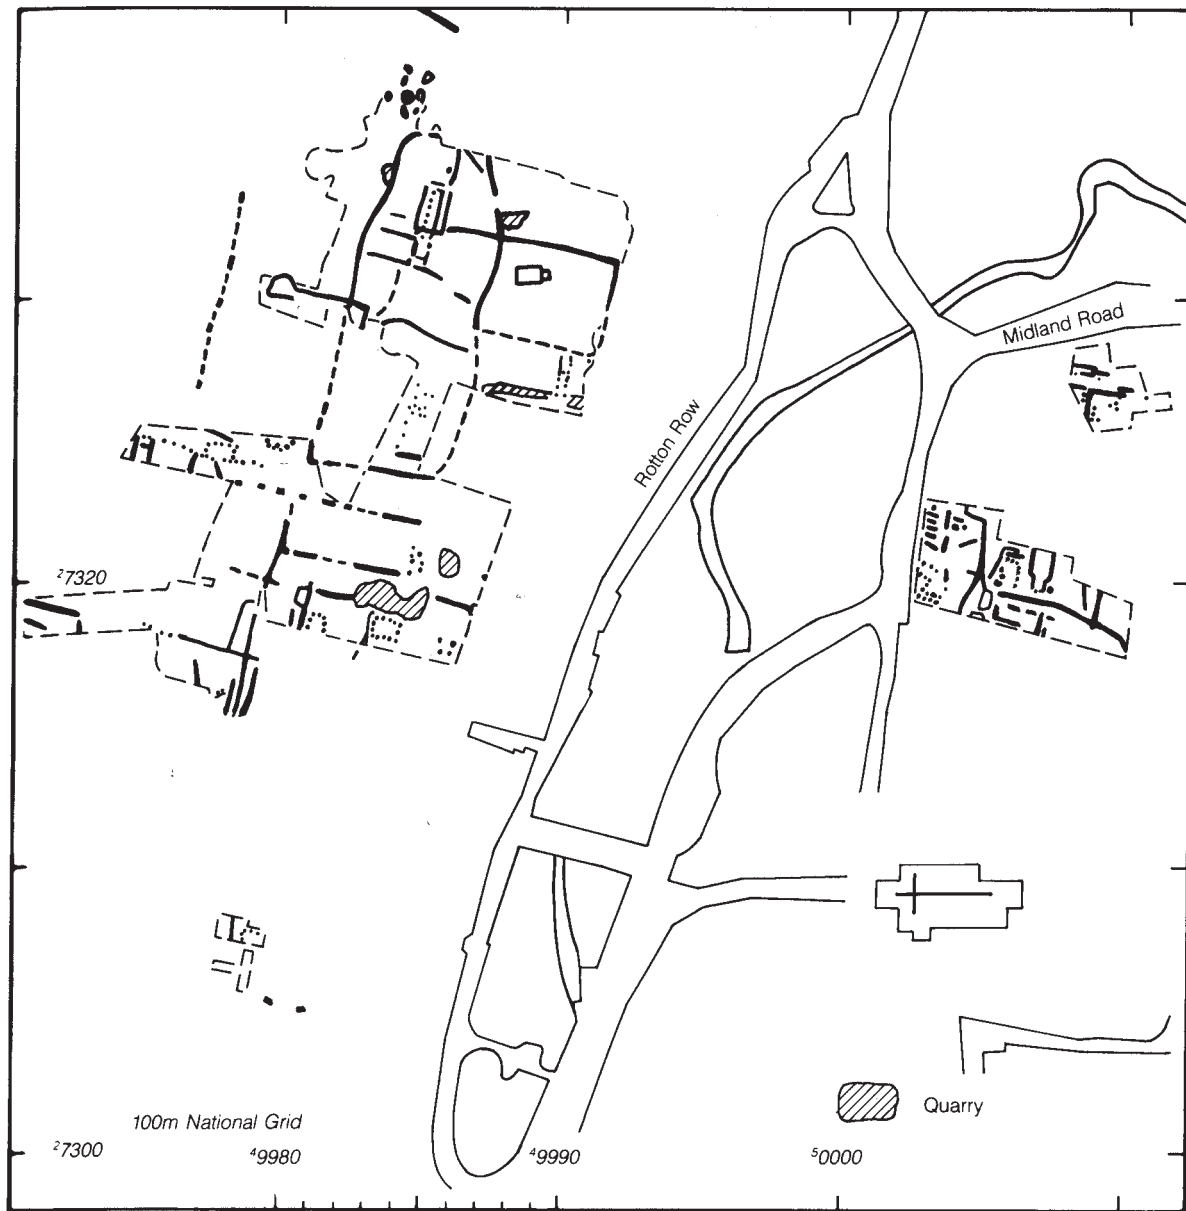 Midland Road
Rotton Row
²7320
Quarry
100m National Grid
²7300
⁴9980
⁴9990
⁵0000